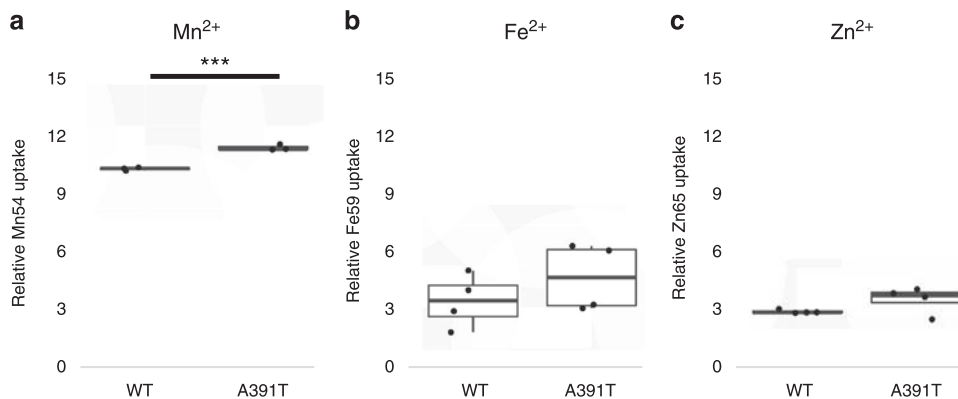 a
Mn2+
***
Relative Mn54 uptake
15
12
9
6
3
0
WT
A391T
b
Fe2+
Relative Fe59 uptake
15
12
9
6
3
0
WT
A391T
c
Zn2+
Relative Zn65 uptake
15
12
9
6
3
0
WT
A391T